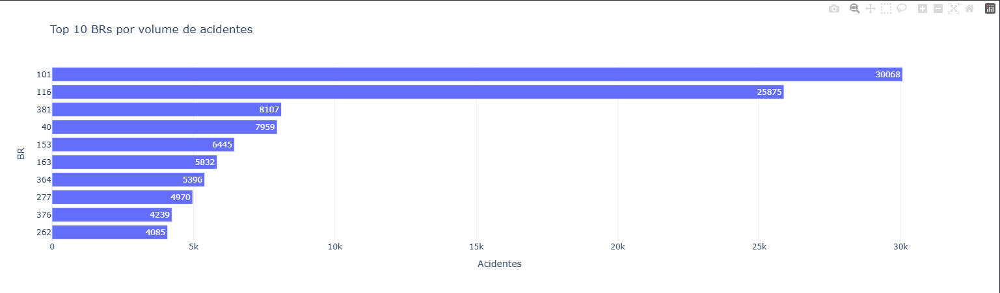 Top 10 BRs por volume de acidentes
101 30068
116 25875
381 8107
40 7959
153 6445
163 5832
364 5396
277 4970
376 4239
262 4085
BR
0 5k 10k 15k 20k 25k 30k
Acidentes